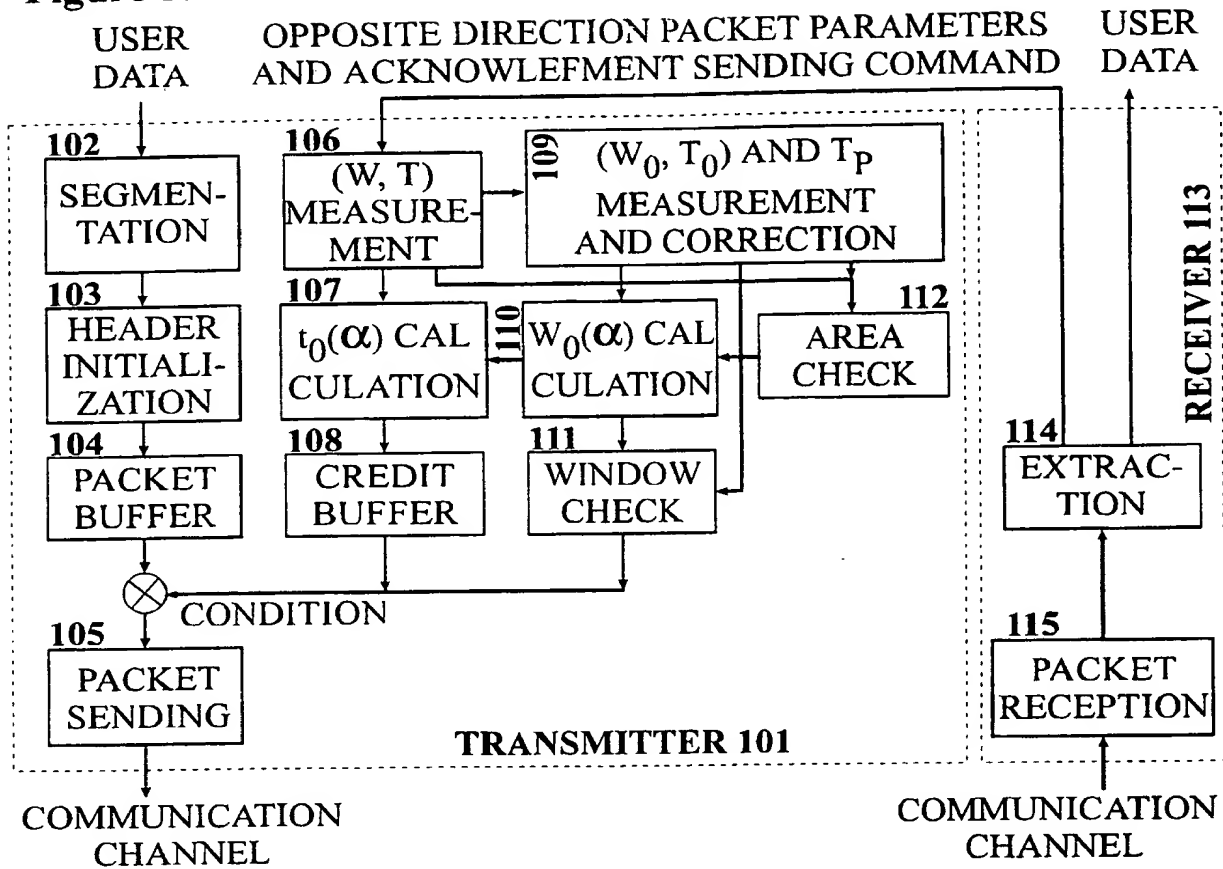 USER
DATA
OPPOSITE DIRECTION PACKET PARAMETERS
AND ACKNOWLEFMENT SENDING COMMAND
USER
DATA
102
SEGMEN-
TATION
103
HEADER
INITIALI-
ZATION
104
PACKET
BUFFER
CONDITION
105
PACKET
SENDING
106
(W, T)
MEASURE-
MENT
107
t₀(α) CAL
CULATION
108
CREDIT
BUFFER
109
(W₀, T₀) AND Tₚ
MEASUREMENT
AND CORRECTION
110
W₀(α) CAL
CULATION
111
WINDOW
CHECK
112
AREA
CHECK
TRANSMITTER 101
RECEIVER 113
114
EXTRAC-
TION
115
PACKET
RECEPTION
COMMUNICATION
CHANNEL
COMMUNICATION
CHANNEL